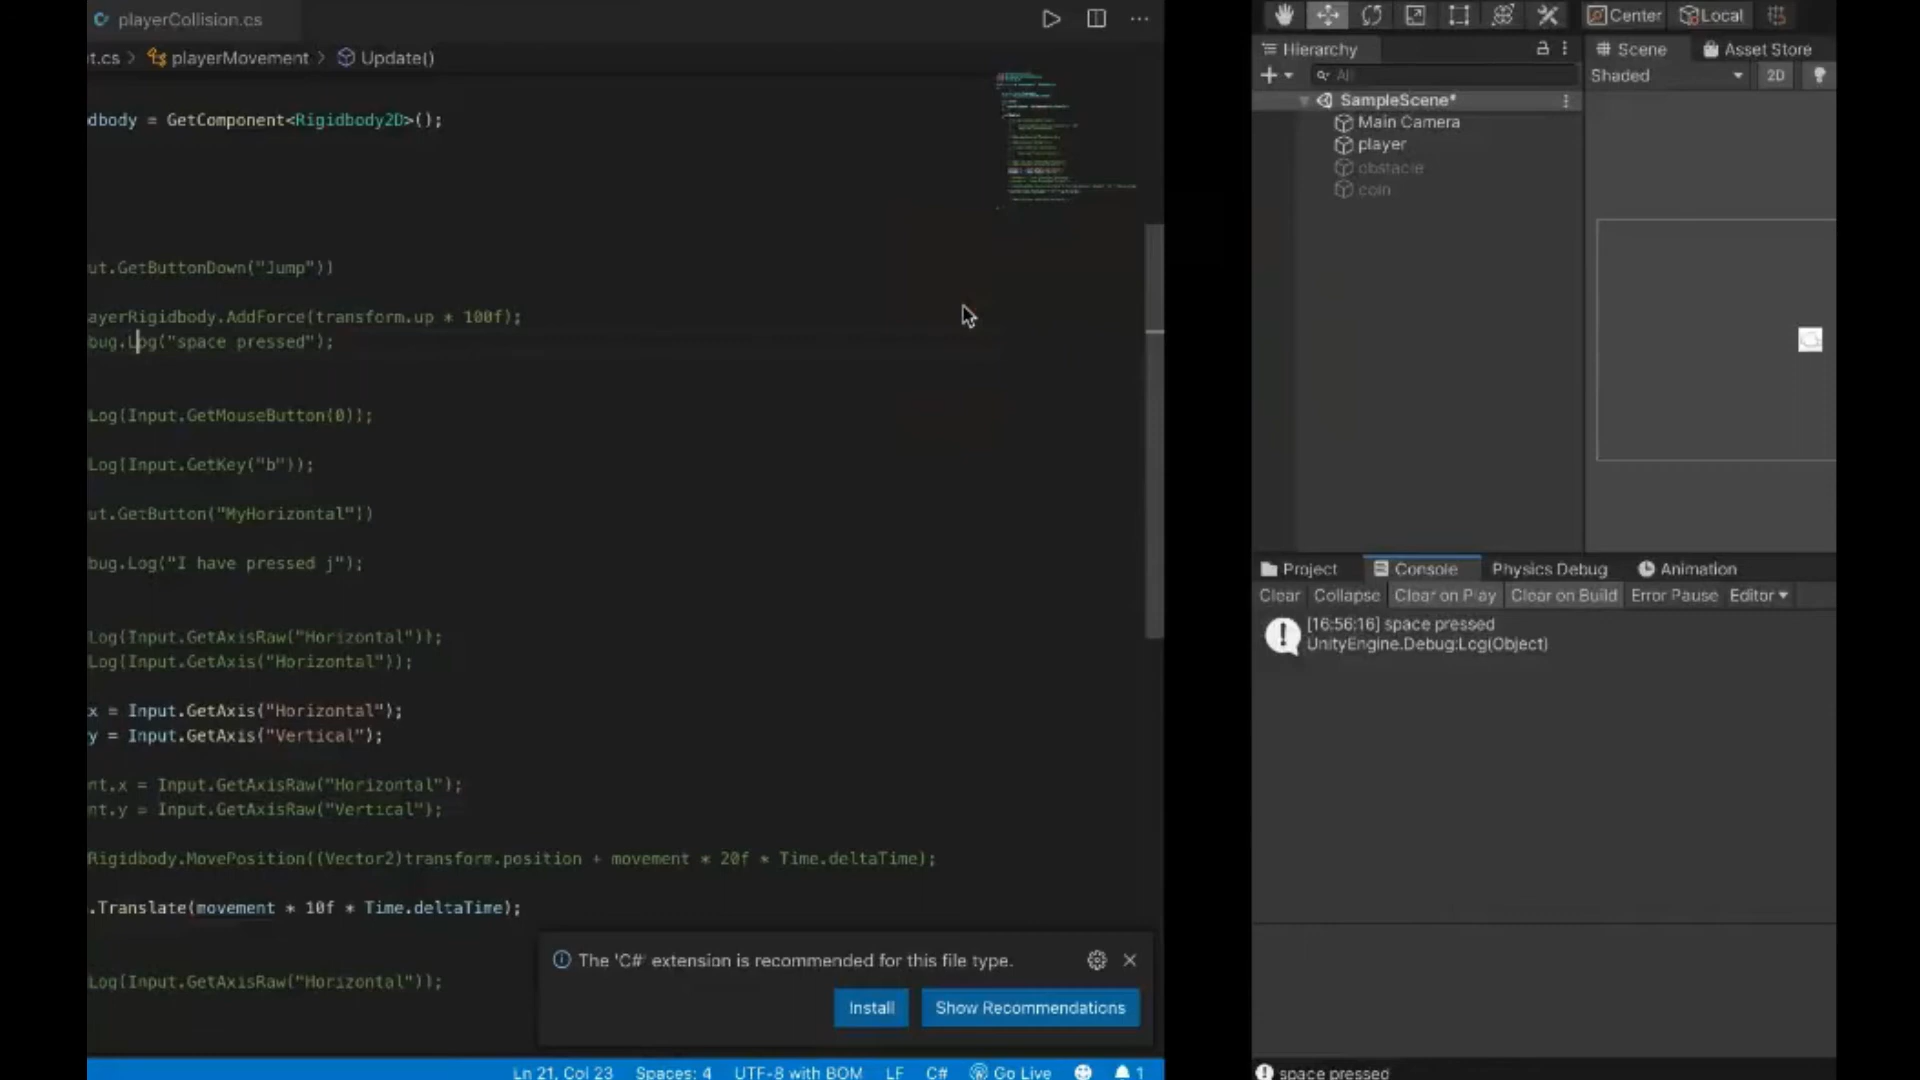 playerCollision.cs
t.cs > playerMovement > Update()
dbody = GetComponent<Rigidbody2D>();
ut.GetButtonDown("Jump"))
ayerRigidbody.AddForce(transform.up * 100f);
bug.Log("space pressed");
Log(Input.GetMouseButton(0));
Log(Input.GetKey("b"));
ut.GetButton("MyHorizontal"))
bug.Log("I have pressed j");
Log(Input.GetAxisRaw("Horizontal"));
Log(Input.GetAxis("Horizontal"));
x = Input.GetAxis("Horizontal");
y = Input.GetAxis("Vertical");
nt.x = Input.GetAxisRaw("Horizontal");
nt.y = Input.GetAxisRaw("Vertical");
Rigidbody.MovePosition((Vector2)transform.position + movement * 20f * Time.deltaTime);
.Translate(movement * 10f * Time.deltaTime);
Log(Input.GetAxisRaw("Horizontal"));
The 'C#' extension is recommended for this file type.
Install Show Recommendations
Ln 21, Col 23 Spaces: 4 UTF-8 with BOM LF C# Go Live 1
Center Local
Hierarchy
All
SampleScene*
Main Camera
player
obstacle
coin
Scene Asset Store
Shaded 2D
Project Console Physics Debug Animation
Clear Collapse Clear on Play Clear on Build Error Pause Editor
[16:56:16] space pressed
UnityEngine.Debug:Log(Object)
space pressed